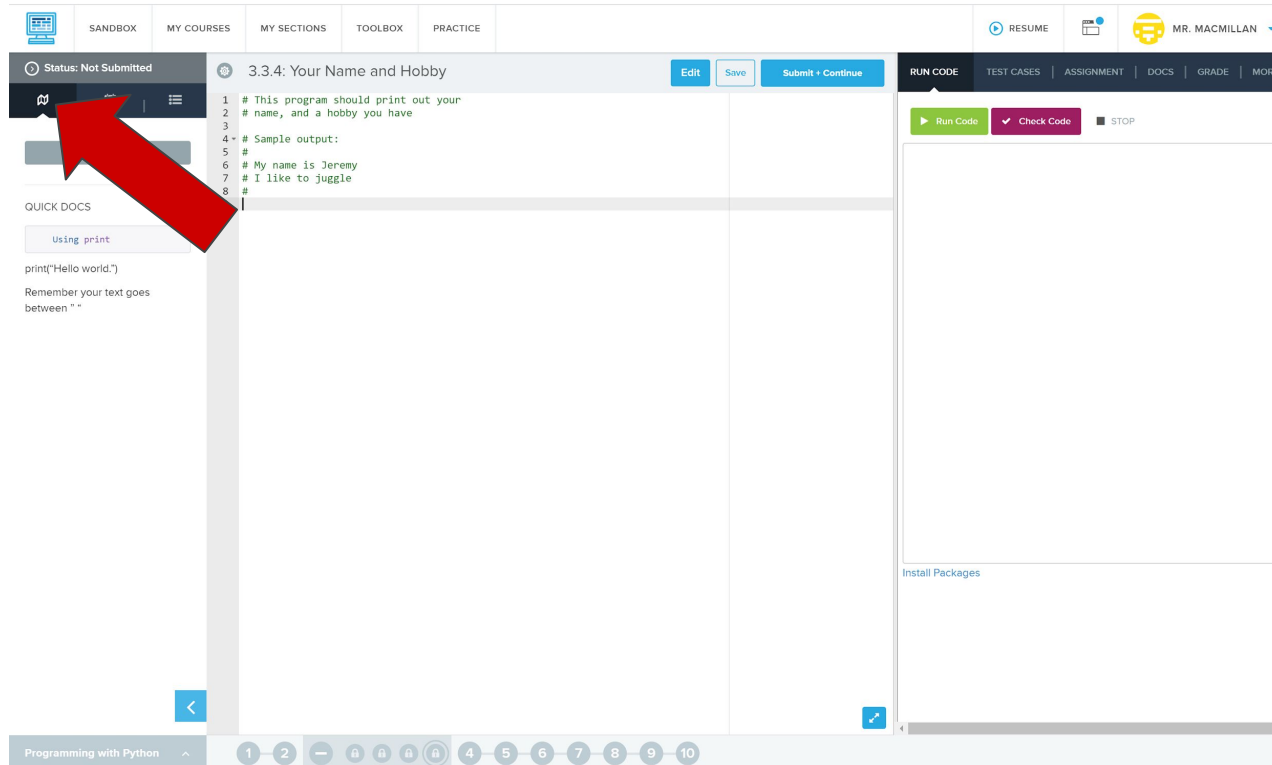 SANDBOX MY COURSES MY SECTIONS TOOLBOX PRACTICE RESUME MR. MACMILLAN
Status: Not Submitted
3.3.4: Your Name and Hobby
Edit Save Submit + Continue
RUN CODE TEST CASES | ASSIGNMENT | DOCS | GRADE |
Run Code Check Code STOP
1 # This program should print out your
2 # name, and a hobby you have
3
4 # Sample output:
5 #
6 # My name is Jeremy
7 # I like to juggle
8 #
QUICK DOCS
Using print
print("Hello world.")
Remember your text goes
between " "
Install Packages
Programming with Python
1 2 4 5 6 7 8 9 10